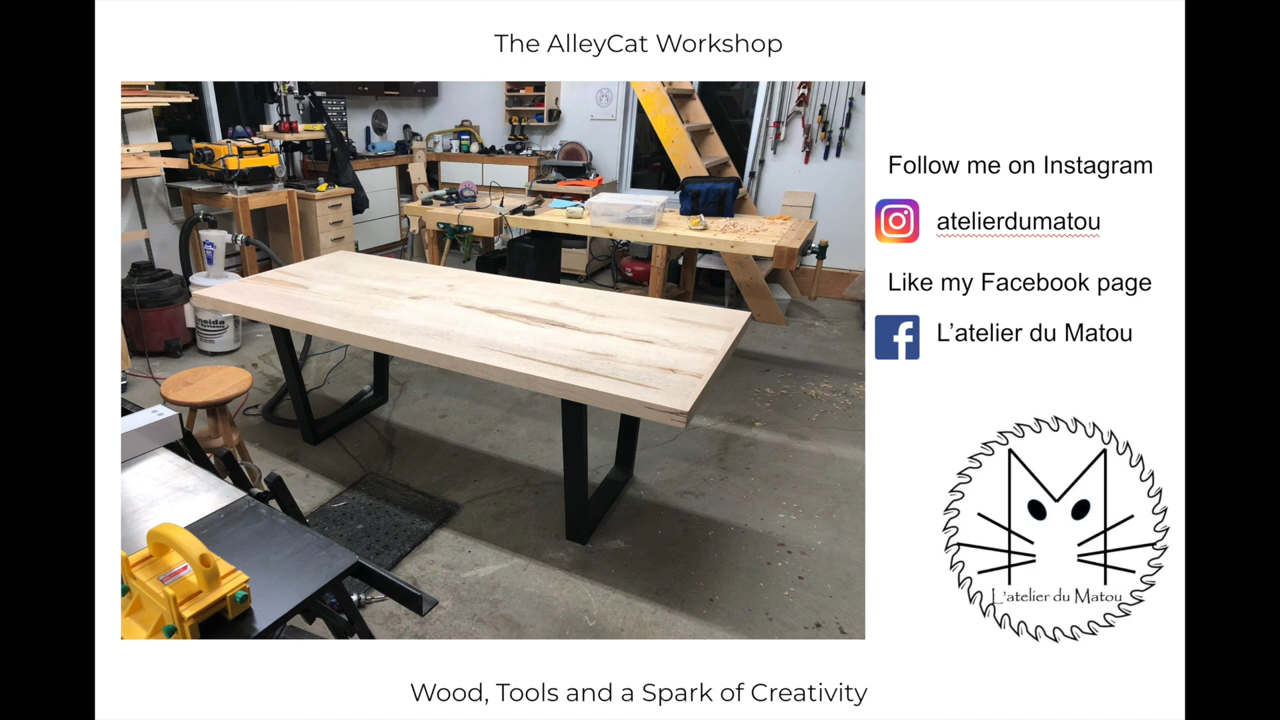 The AlleyCat Workshop
Follow me on Instagram
atelierdumatou
Like my Facebook page
L’atelier du Matou
L’atelier du Matou
Wood, Tools and a Spark of Creativity